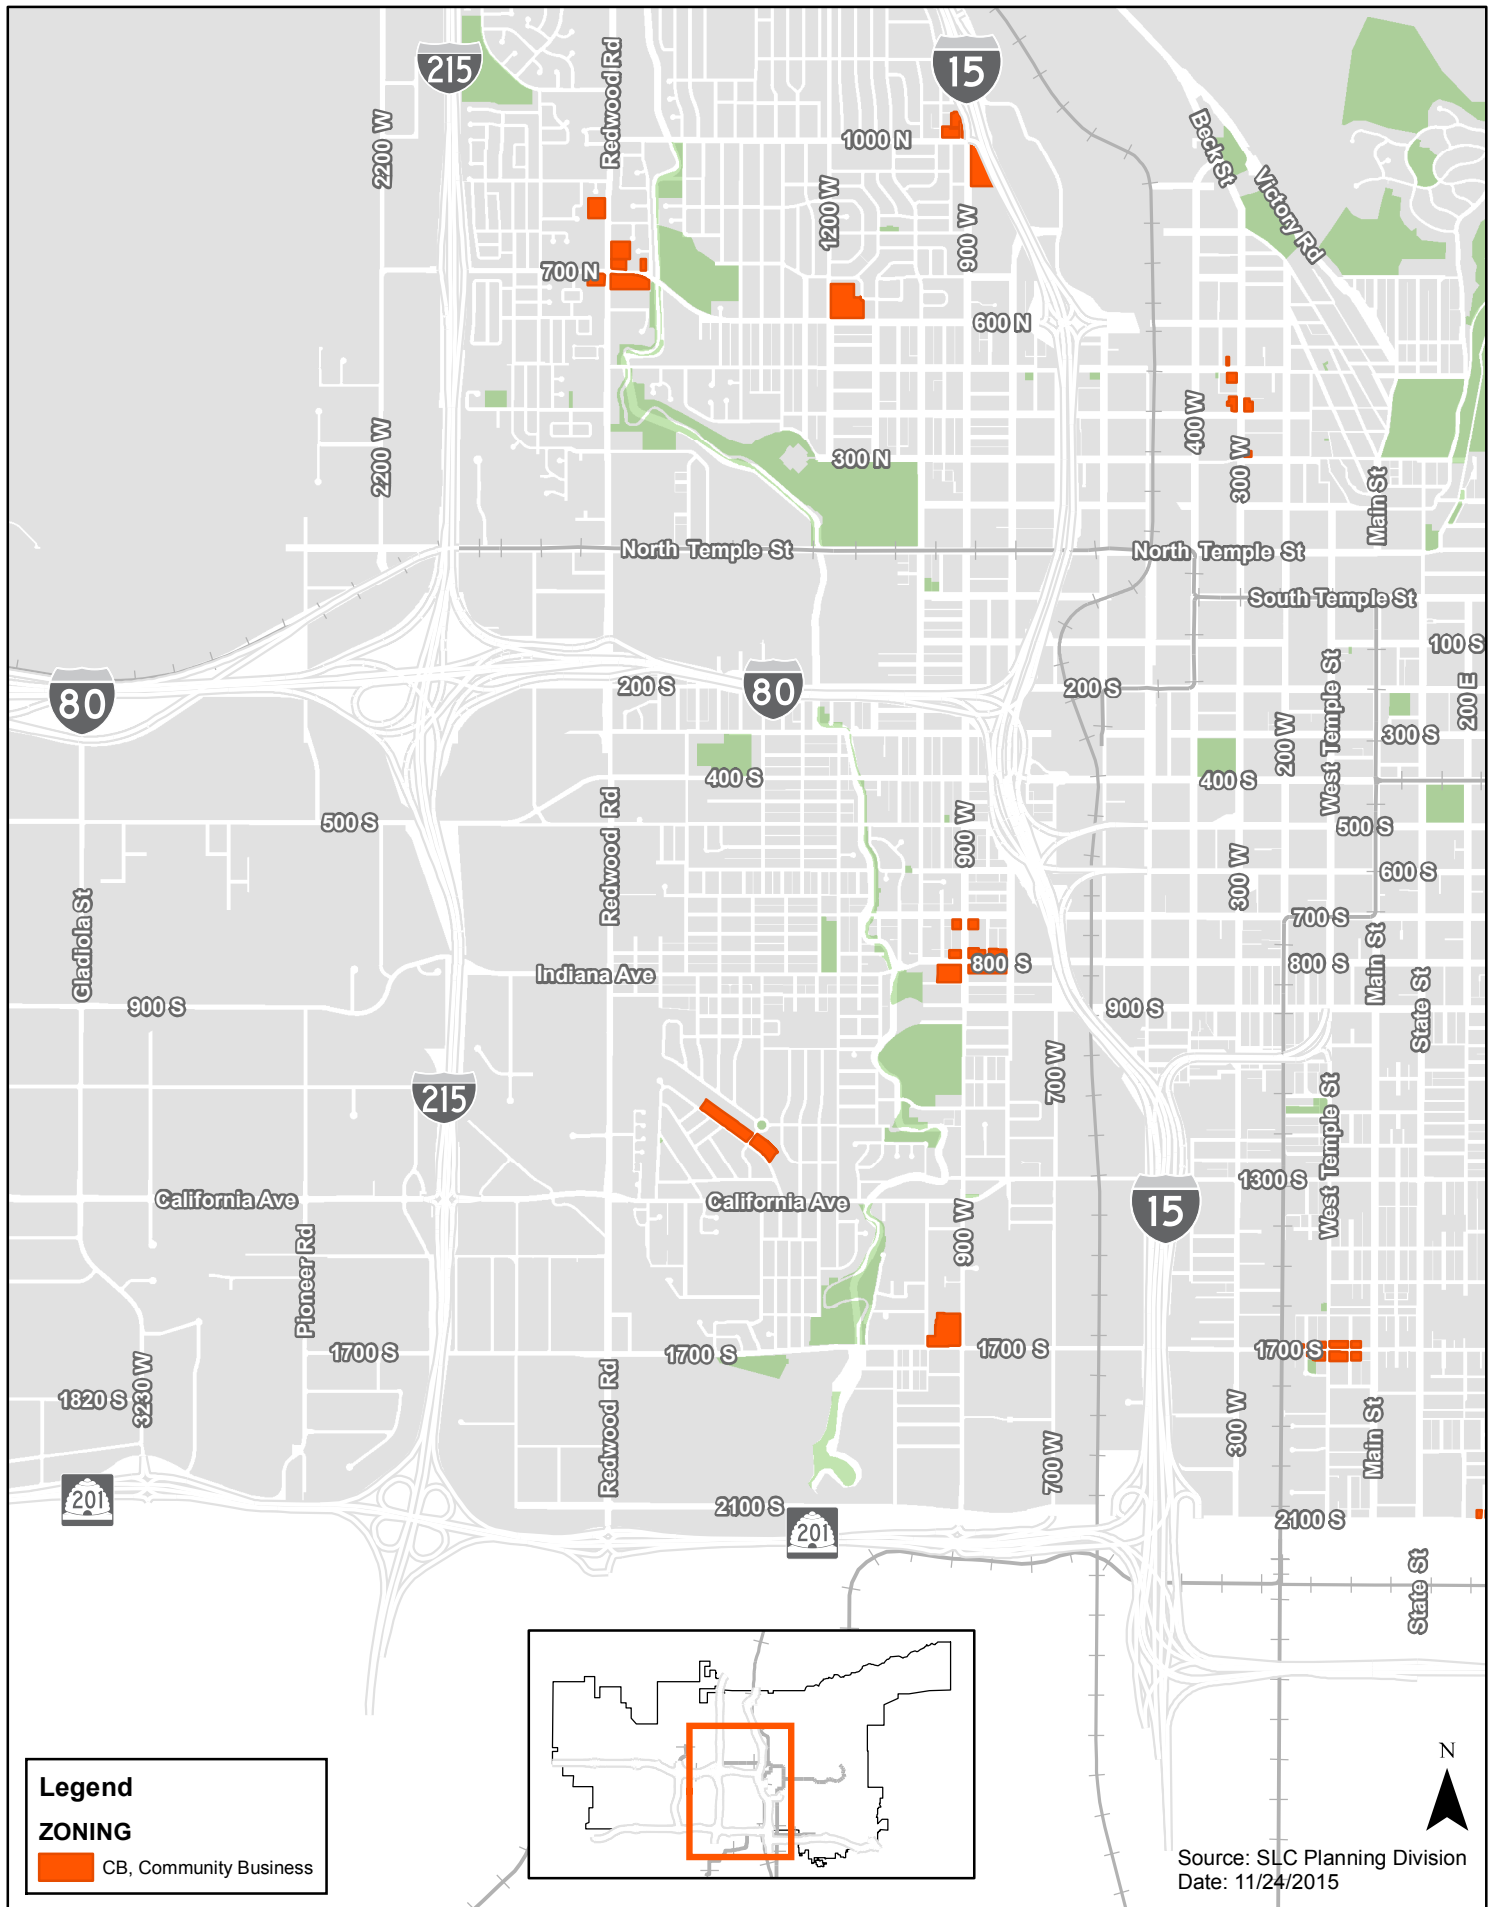 215
15
Redwood Rd
2200 W
1000 N
Beck St
Victory Rd
1200 W
900 W
700 N
600 N
400 W
2200 W
300 N
300 W
Main St
North Temple St
North Temple St
South Temple St
100 S
80
80
200 S
200 S
200 E
West Temple St
200 W
300 S
400 S
400 S
Redwood Rd
900 W
500 S
500 S
300 W
600 S
Gladiola St
700 S
Main St
Indiana Ave
800 S
800 S
State St
900 S
900 S
700 W
215
West Temple St
California Ave
California Ave
1300 S
15
900 W
Pioneer Rd
1700 S
1700 S
1700 S
1700 S
1820 S
3230 W
Redwood Rd
300 W
Main St
700 W
201
2100 S
201
2100 S
State St
Legend
ZONING
CB, Community Business
N
Source: SLC Planning Division
Date: 11/24/2015